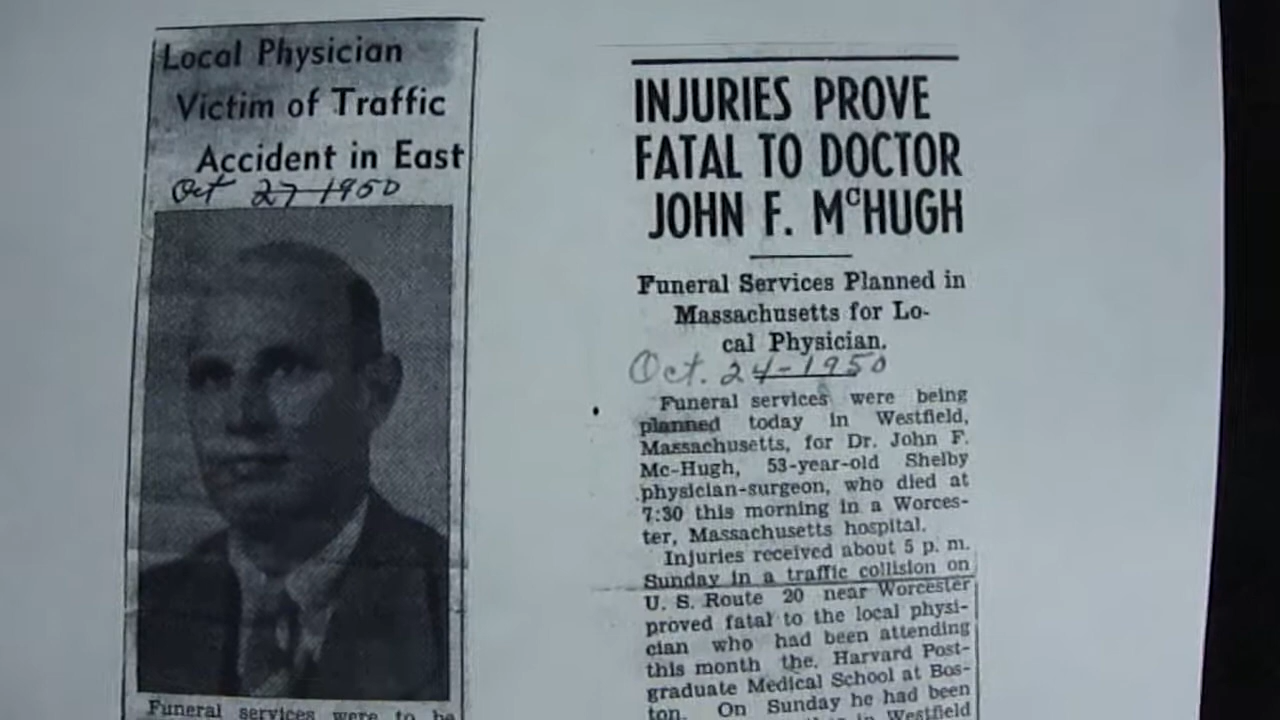 Local Physician
Victim of Traffic
Accident in East
Oct 27-1950
Funeral services were to be
INJURIES PROVE
FATAL TO DOCTOR
JOHN F. McHUGH
Funeral Services Planned in
Massachusetts for Lo-
cal Physician.
Oct. 24-1950
Funeral services were being
planned today in Westfield,
Massachusetts, for Dr. John F.
Mc-Hugh, 53-year-old Shelby
physician-surgeon, who died at
7:30 this morning in a Worces-
ter, Massachusetts hospital.
Injuries received about 5 p. m.
Sunday in a traffic collision on
U. S. Route 20 near Worcester
proved fatal to the local physi-
cian who had been attending
this month the. Harvard Post-
graduate Medical School at Bos-
ton. On Sunday he had been
in Westfield